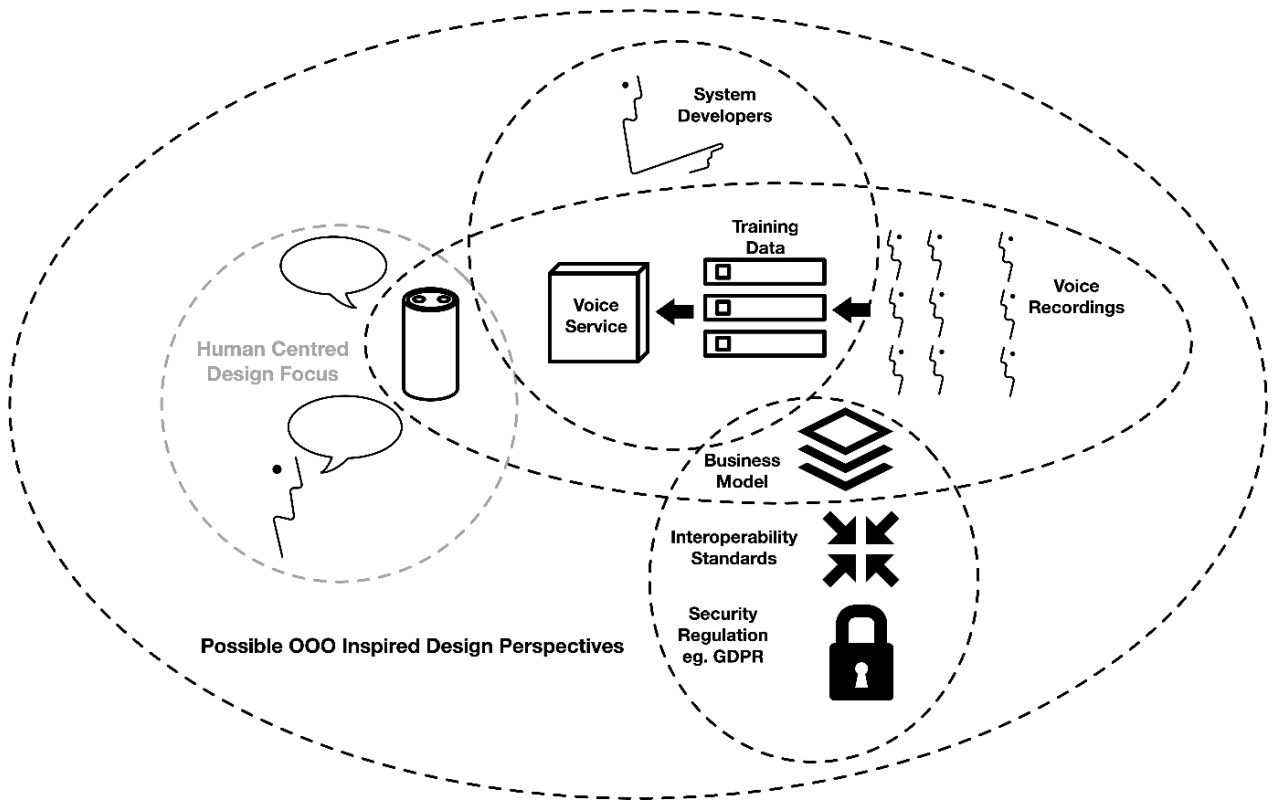 System
Developers
Training
Data
Voice
Service
Voice
Recordings
Human Centred
Design Focus
Business
Model
Interoperability
Standards
Security
Regulation
eg. GDPR
Possible OOO Inspired Design Perspectives